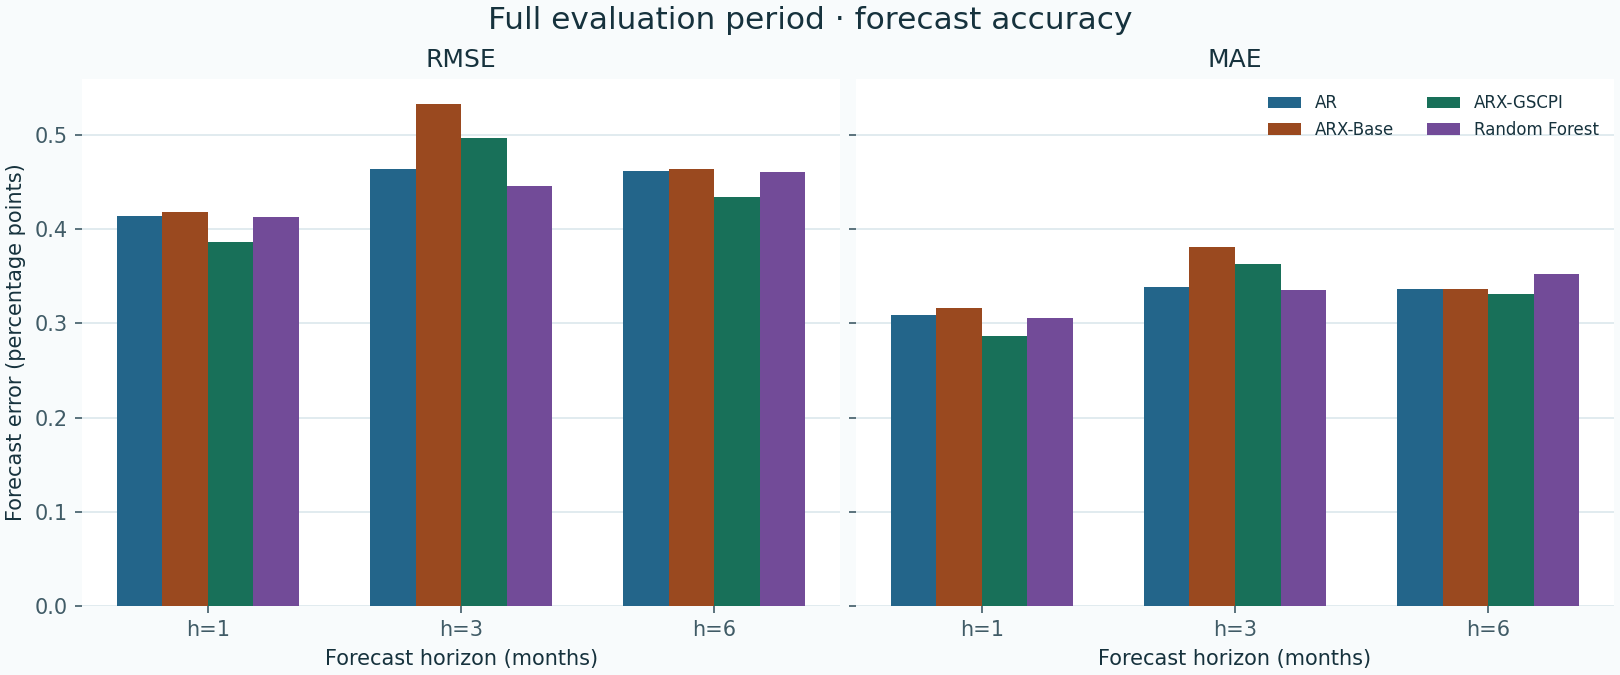 Full evaluation period · forecast accuracy
RMSE
MAE
Forecast error (percentage points)
0.5
0.4
0.3
0.2
0.1
0.0
h=1
h=3
h=6
Forecast horizon (months)
AR
ARX-Base
ARX-GSCPI
Random Forest
h=1
h=3
h=6
Forecast horizon (months)